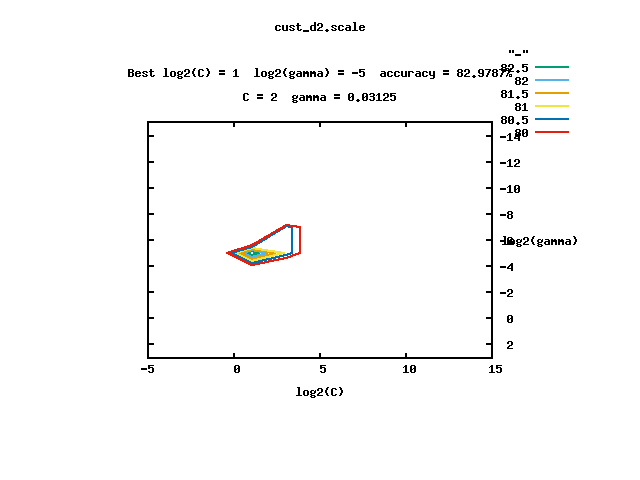 cust_d2.scale
"-"
Best log2(C) = 1  log2(gamma) = -5  accuracy = 82.9787%
82.5
82
81.5
C = 2  gamma = 0.03125
81
80.5
80
-14
-12
-10
-8
-6
log2(gamma)
-4
-2
0
2
-5 0 5 10 15
log2(C)